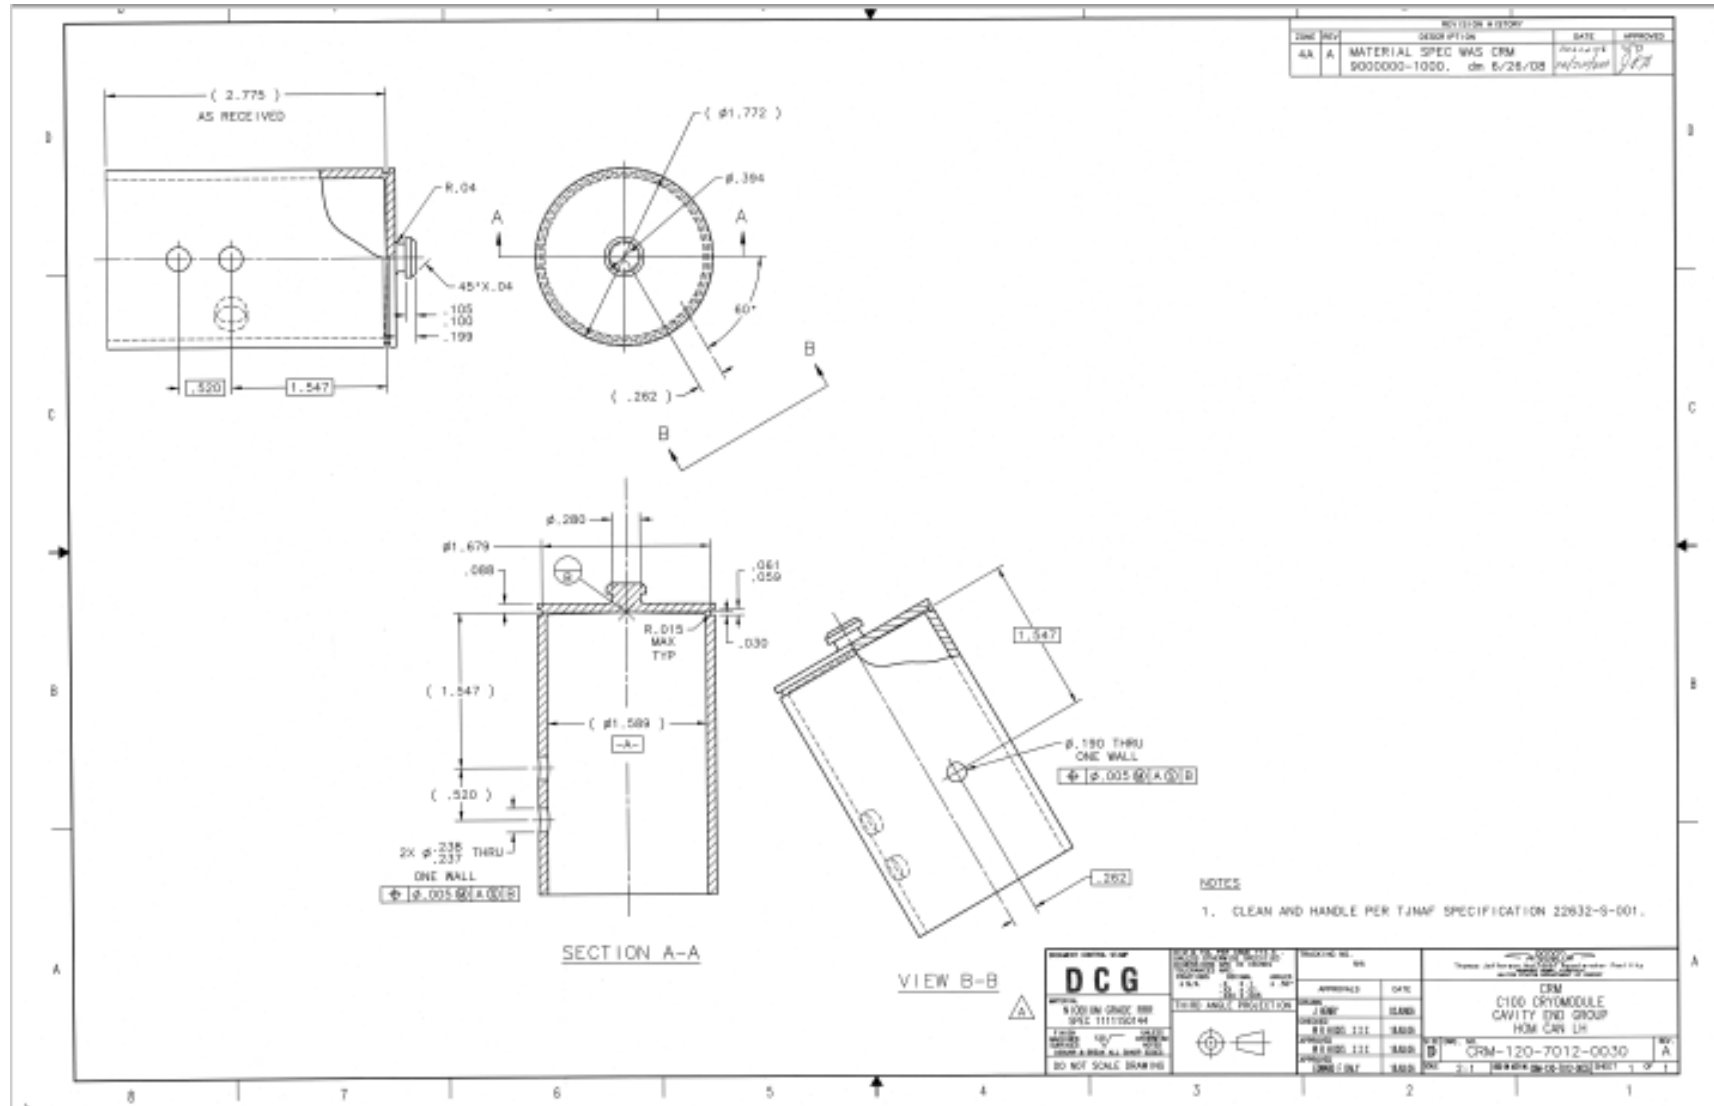 REVISION HISTORY
ZONE REV DESCRIPTION DATE APPROVED
4A A MATERIAL SPEC WAS CRM
9000000-1000. dm 6/26/08
( 2.775 )
AS RECEIVED
R.04
45°X.04
.105
.100
.199
.520
1.547
( ø1.772 )
ø.394
A A
60°
( .262 )
B
B
ø.280
ø1.679
.088
.061
.059
R.015
MAX
TYP
.030
( 1.547 )
( ø1.589 )
-A-
( .520 )
2X ø.238
.237 THRU
ONE WALL
⌖ ø.005 Ⓜ A Ⓢ B
SECTION A-A
1.547
ø.190 THRU
ONE WALL
⌖ ø.005 Ⓜ A Ⓢ B
.262
VIEW B-B
A
NOTES
1. CLEAN AND HANDLE PER TJNAF SPECIFICATION 22632-S-001.
DCG
MATERIAL
NIOBIUM GRADE RRR
SPEC 1111150144
DO NOT SCALE DRAWING
THIRD ANGLE PROJECTION
TRACKING NO.
APPROVALS DATE
CRM
C100 CRYOMODULE
CAVITY END GROUP
HOM CAN LH
D CRM-120-7012-0030 A
2:1 SHEET 1 OF 1
D
C
B
A
D
C
B
A
8 7 6 5 4 3 2 1